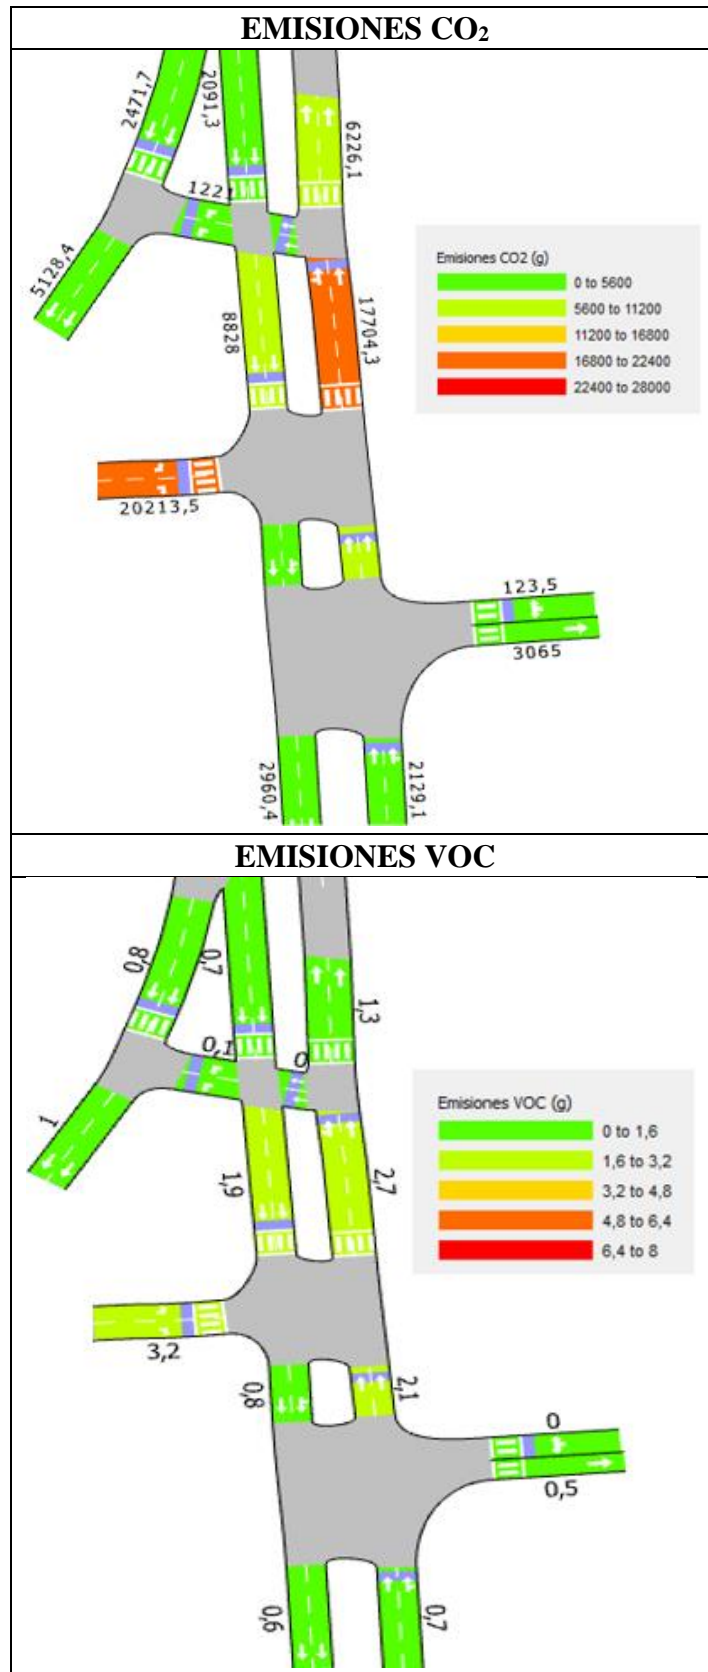 EMISIONES CO₂
2471,7
2091,3
6226,1
1221
5128,4
8828
17704,3
Emisiones CO2 (g)
0 to 5600
5600 to 11200
11200 to 16800
16800 to 22400
22400 to 28000
20213,5
123,5
3065
2960,4
2129,1
EMISIONES VOC
0,8
0,7
1,3
0,1
0
1
1,9
2,7
Emisiones VOC (g)
0 to 1,6
1,6 to 3,2
3,2 to 4,8
4,8 to 6,4
6,4 to 8
3,2
0,8
2,1
0
0,5
0,6
0,7